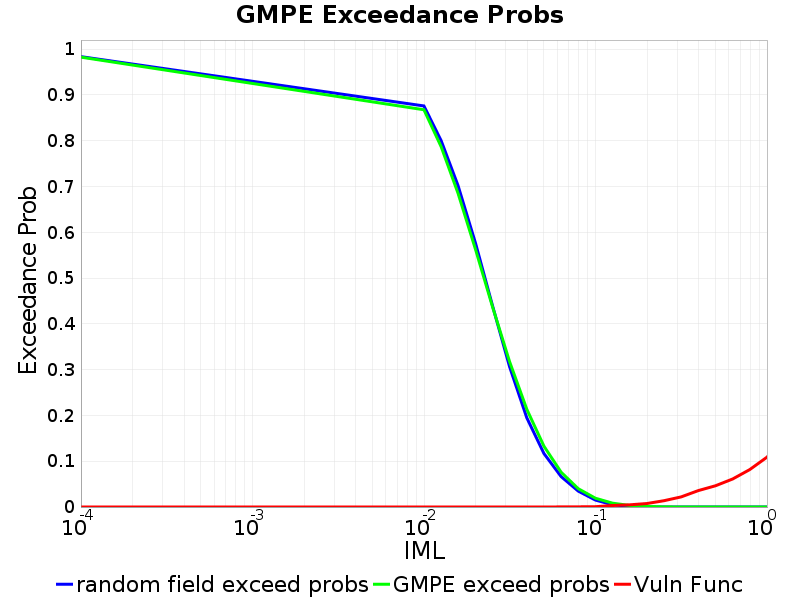 GMPE Exceedance Probs
Exceedance Prob
1
0.9
0.8
0.7
0.6
0.5
0.4
0.3
0.2
0.1
0
10^-4 10^-3 10^-2 10^-1 10^0
IML
random field exceed probs GMPE exceed probs Vuln Func